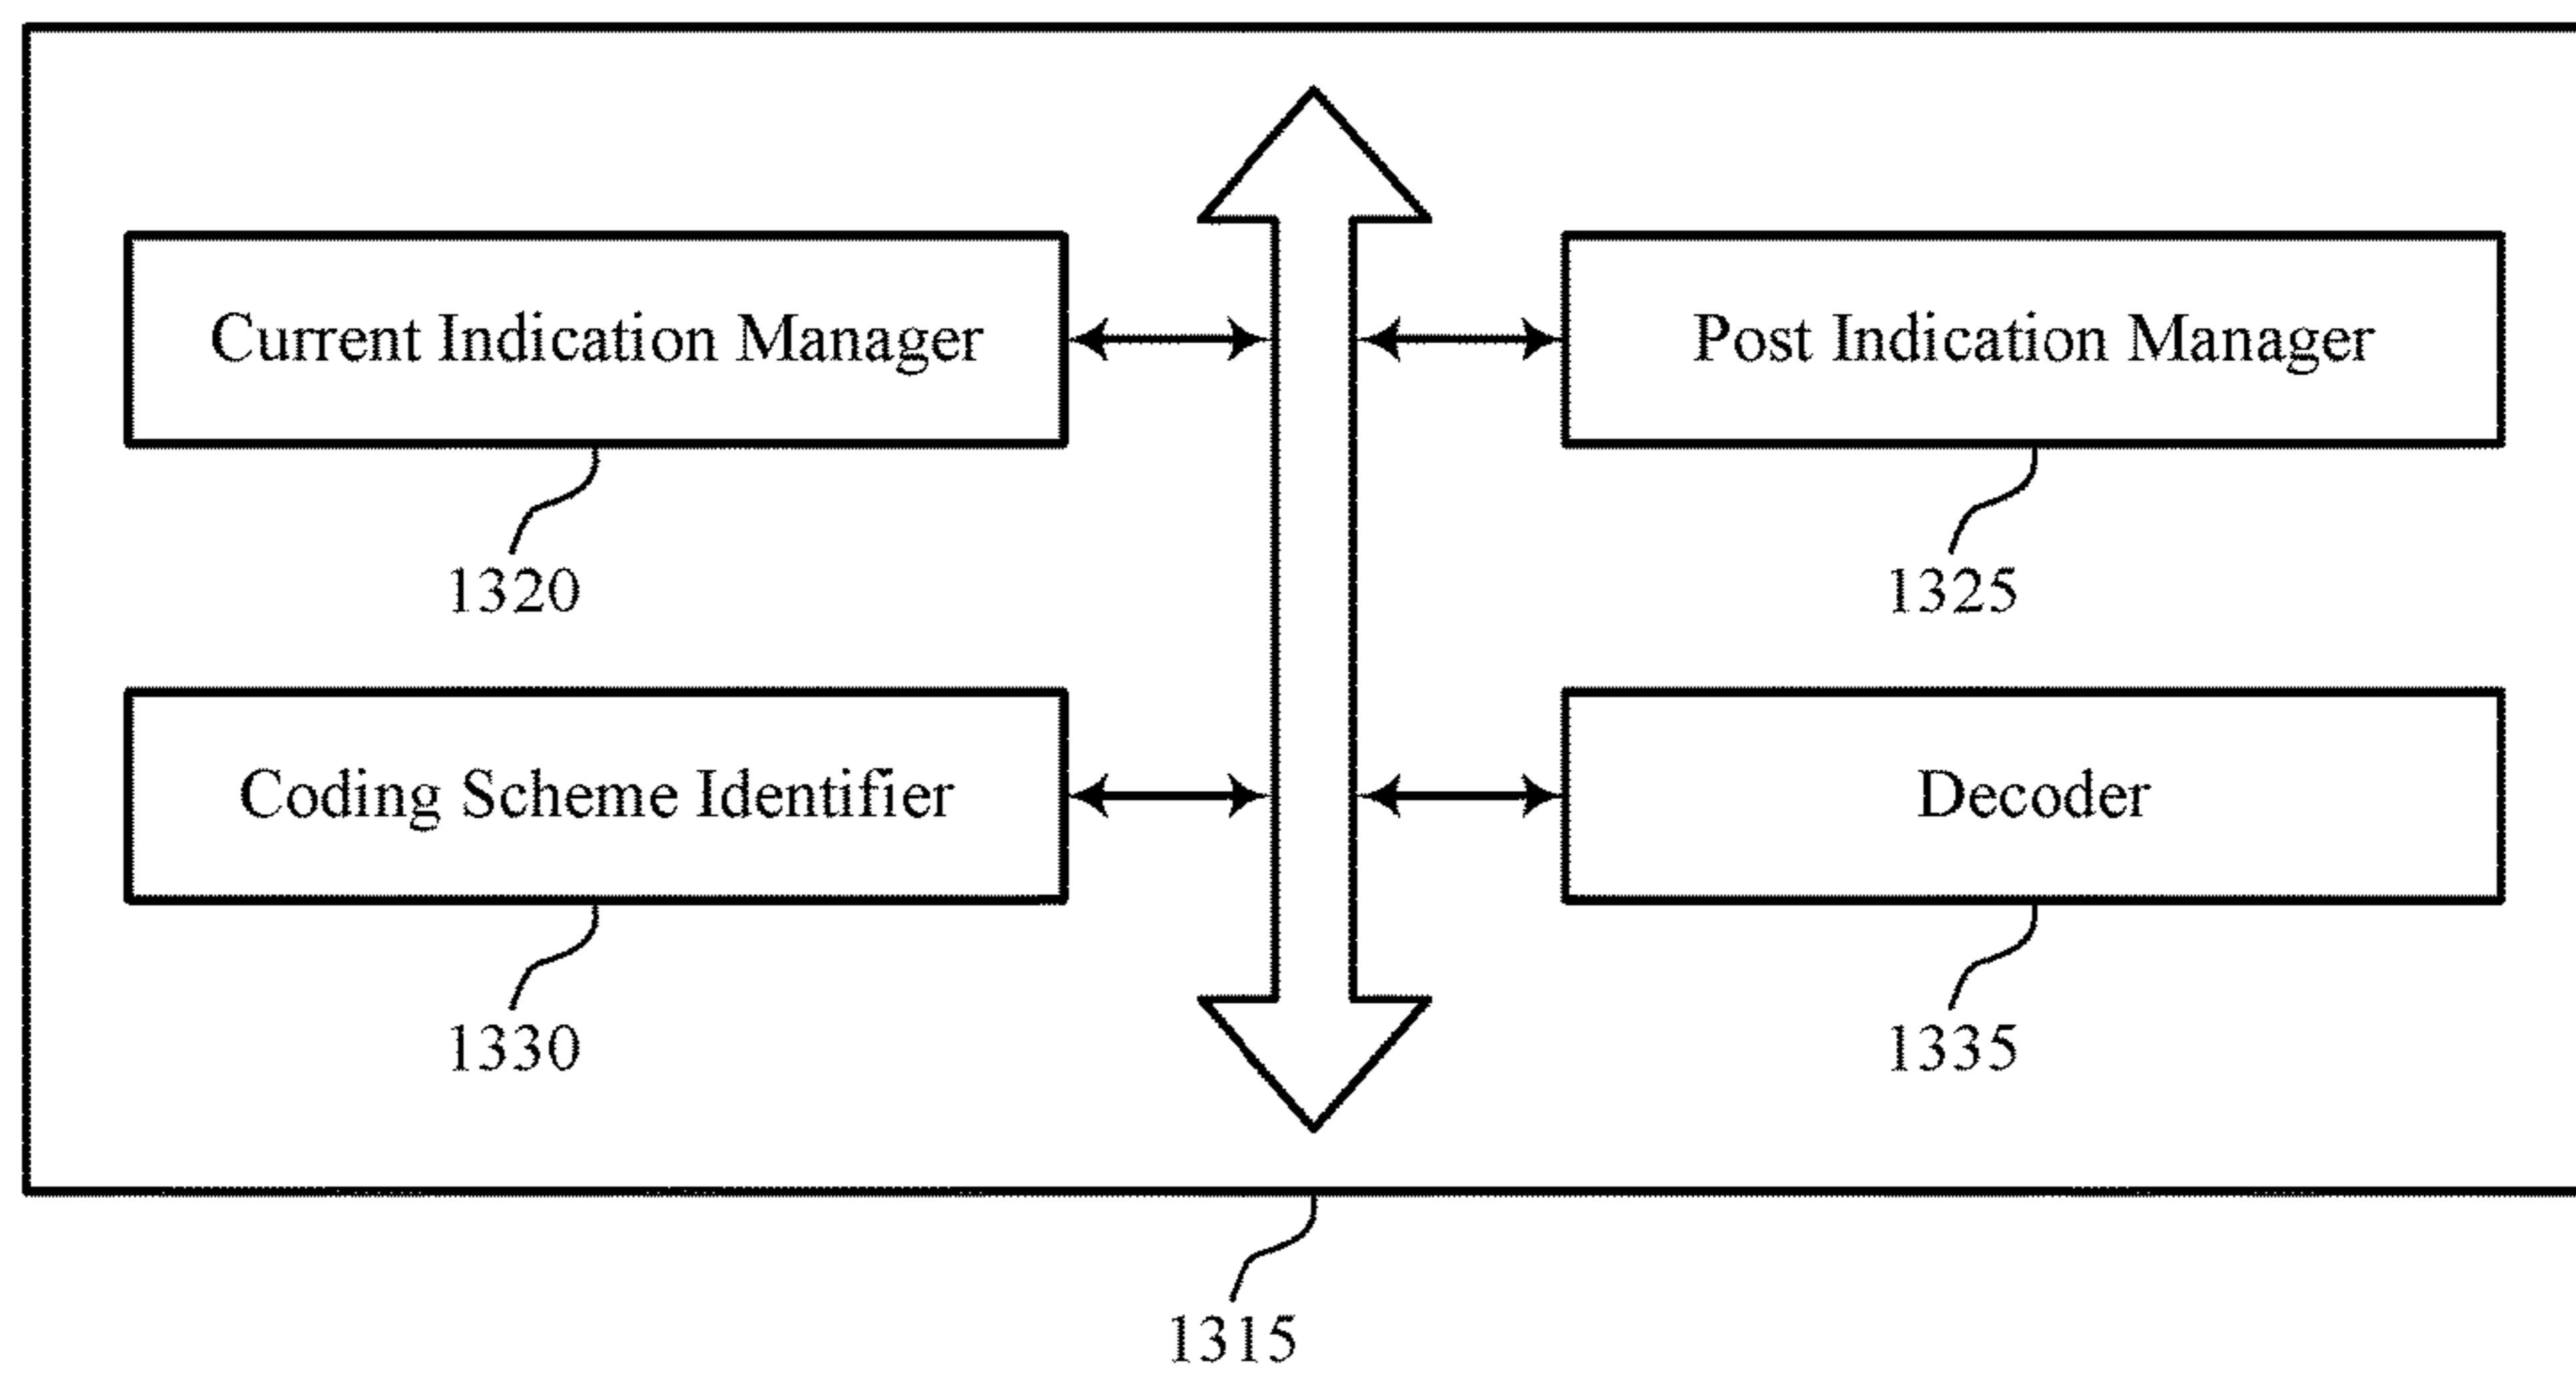 Current Indication Manager
Post Indication Manager
1320
1325
Coding Scheme Identifier
Decoder
1330
1335
1315